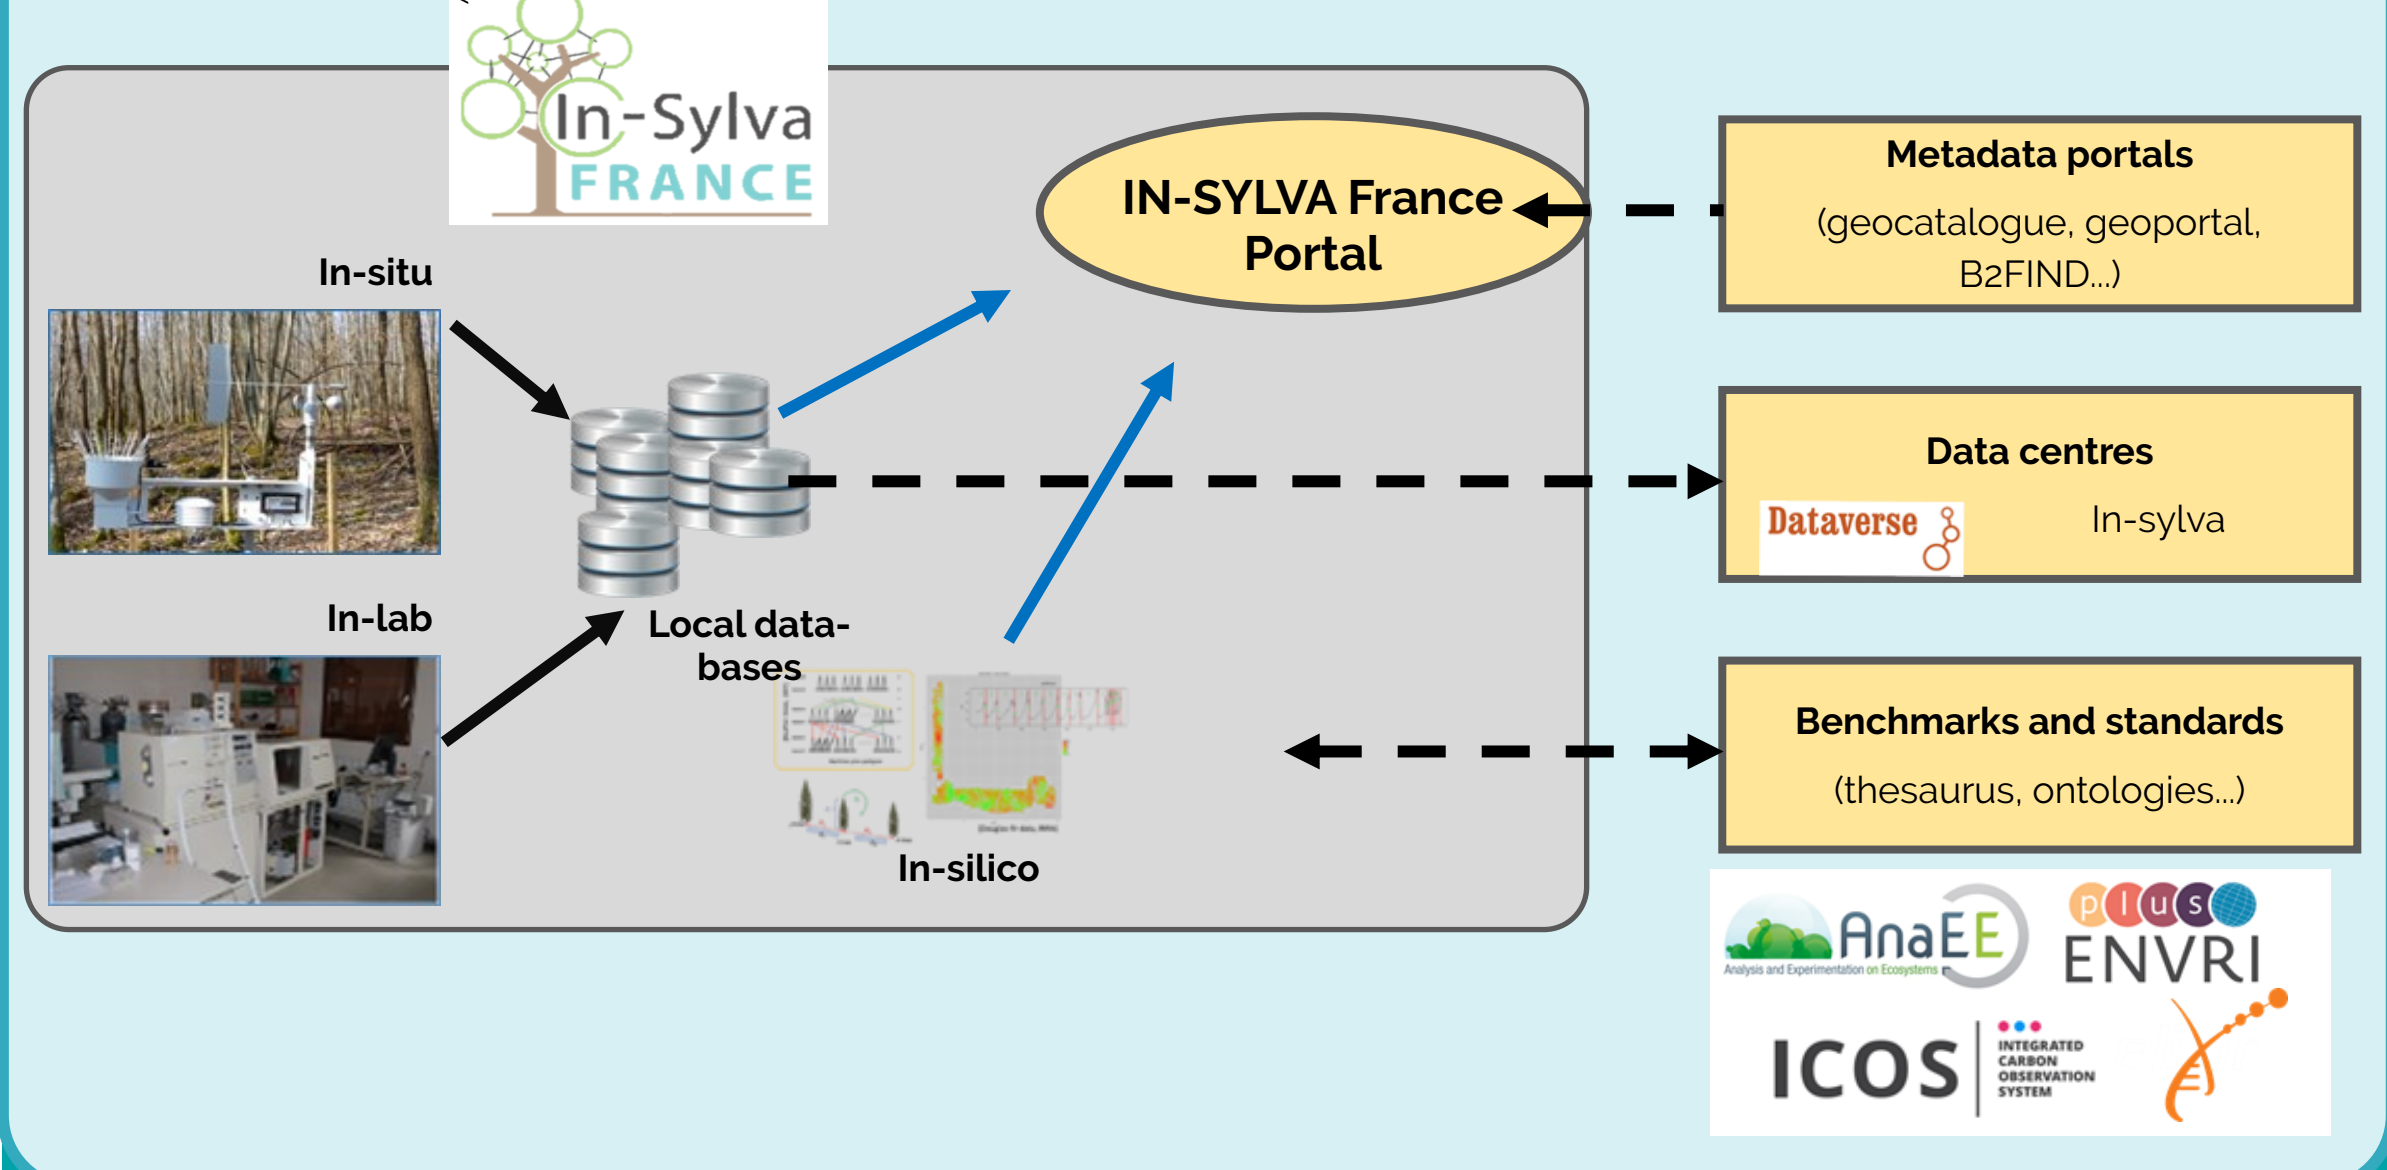 In-Sylva
FRANCE
IN-SYLVA France
Portal
In-situ
In-lab
Local data-
bases
In-silico
Metadata portals
(geocatalogue, geoportal,
B2FIND...)
Data centres
Dataverse
In-sylva
Benchmarks and standards
(thesaurus, ontologies...)
AnaEE
Analysis and Experimentation on Ecosystems
plus
ENVRI
ICOS
INTEGRATED
CARBON
OBSERVATION
SYSTEM